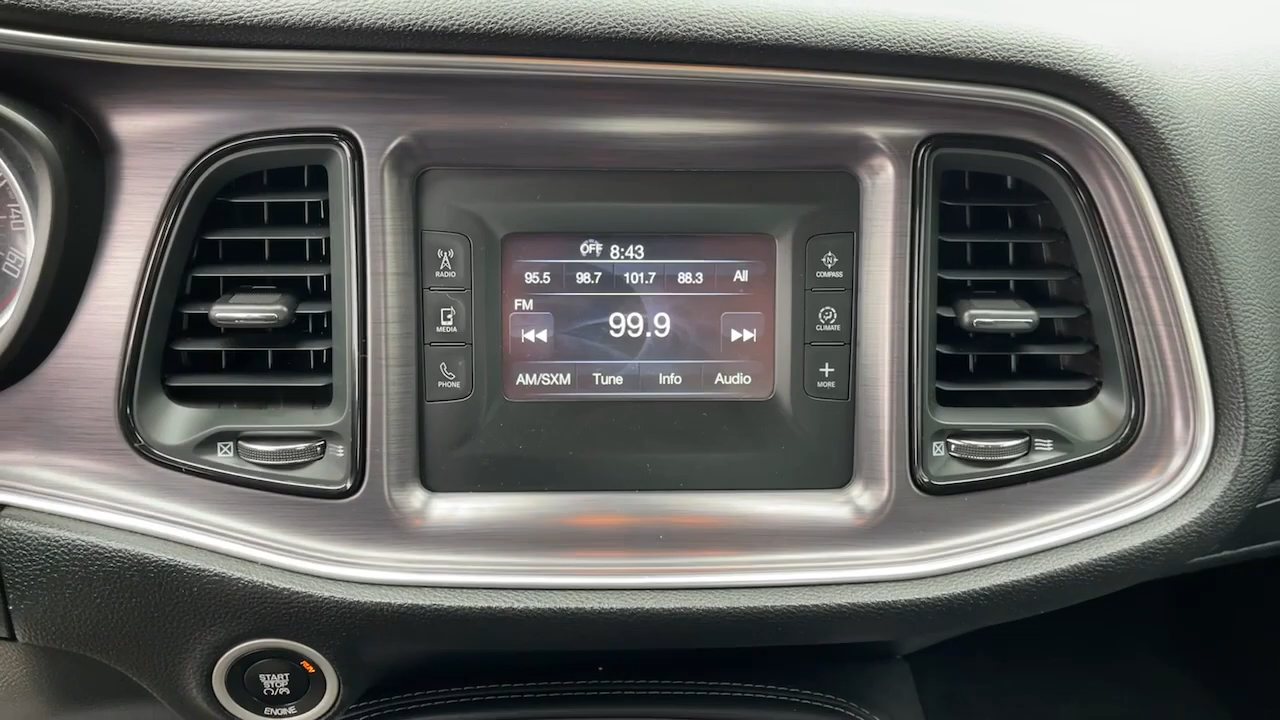 OFF 8:43
95.5 98.7 101.7 88.3 All
FM
99.9
AM/SXM Tune Info Audio
RADIO
MEDIA
PHONE
N
COMPASS
CLIMATE
MORE
140
160
RUN
START
STOP
ENGINE